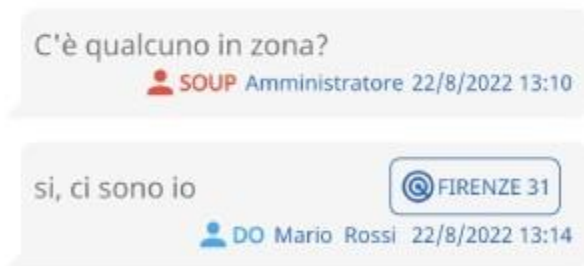 C'è qualcuno in zona?
SOUP Amministratore 22/8/2022 13:10
si, ci sono io
FIRENZE 31
DO Mario Rossi 22/8/2022 13:14